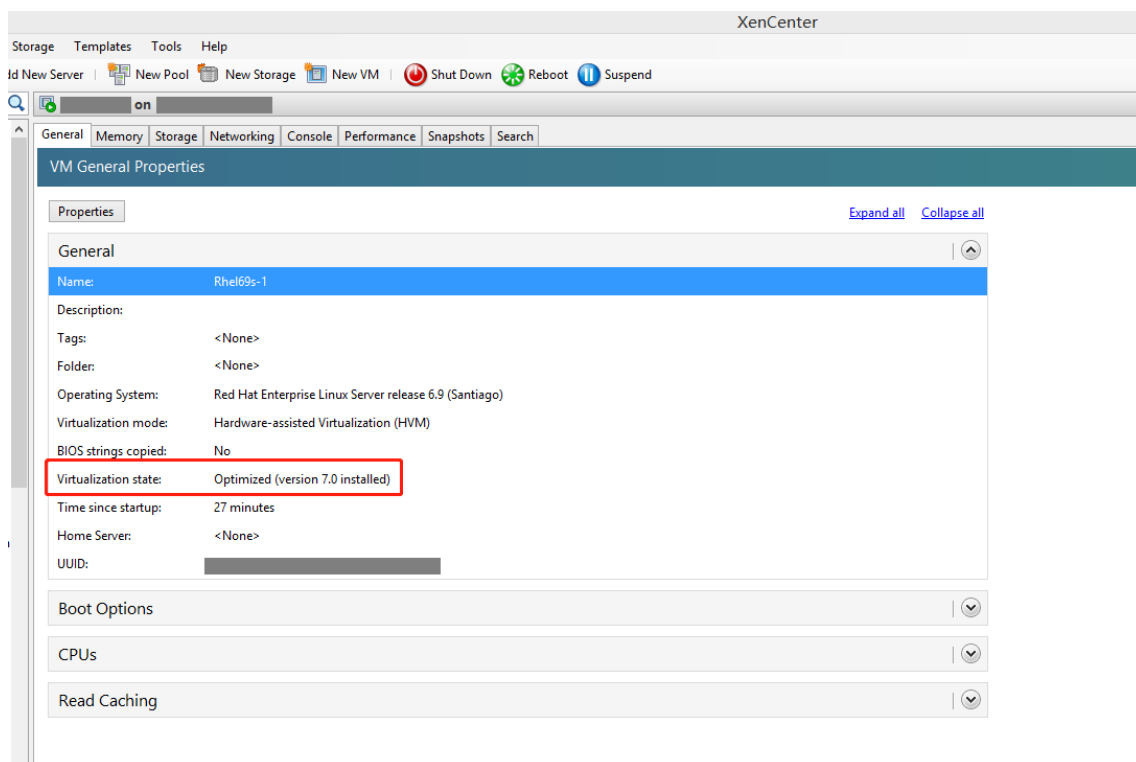 XenCenter
Storage Templates Tools Help
dd New Server New Pool New Storage New VM Shut Down Reboot Suspend
on
General Memory Storage Networking Console Performance Snapshots Search
VM General Properties
Properties Expand all Collapse all
General
Name: Rhel69s-1
Description:
Tags: <None>
Folder: <None>
Operating System: Red Hat Enterprise Linux Server release 6.9 (Santiago)
Virtualization mode: Hardware-assisted Virtualization (HVM)
BIOS strings copied: No
Virtualization state: Optimized (version 7.0 installed)
Time since startup: 27 minutes
Home Server: <None>
UUID:
Boot Options
CPUs
Read Caching